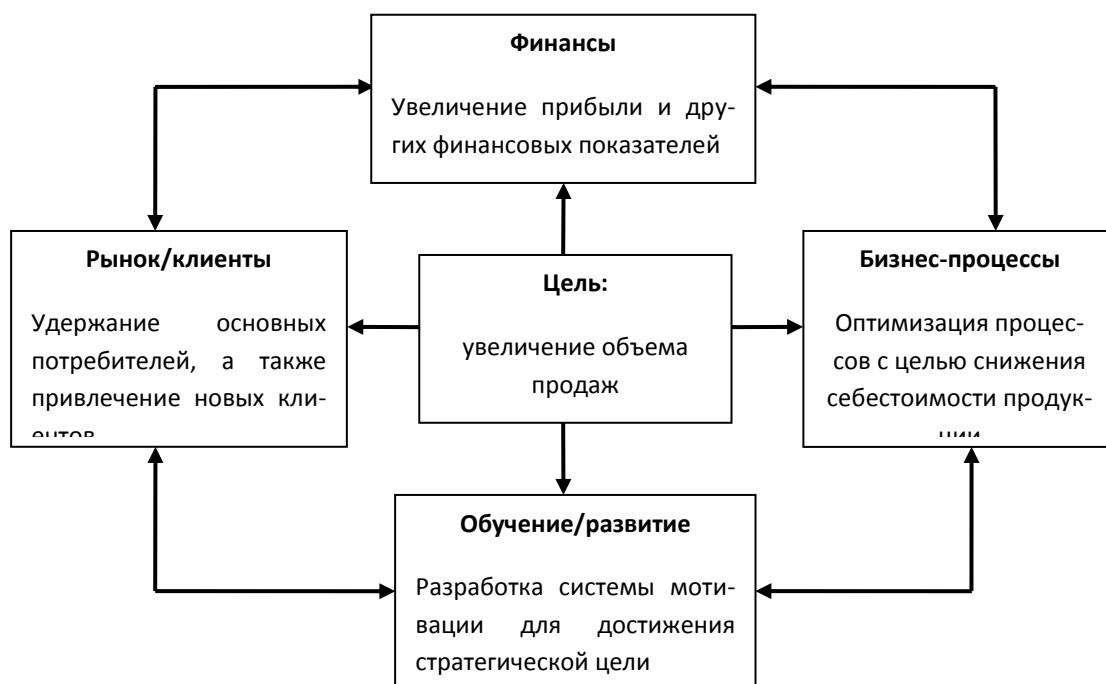 Финансы
Увеличение прибыли и дру-
гих финансовых показателей
Рынок/клиенты
Удержание основных
потребителей, а также
привлечение новых кли-
ентов
Цель:
увеличение объема
продаж
Бизнес-процессы
Оптимизация процес-
сов с целью снижения
себестоимости продук-
ции
Обучение/развитие
Разработка системы моти-
вации для достижения
стратегической цели